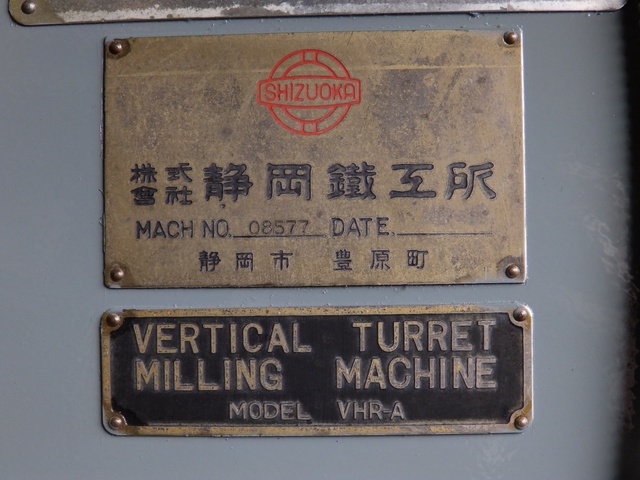 SHIZUOKA
株式會社 静岡鐵工所
MACH NO. 08577 DATE.
静岡市 豊原町
VERTICAL TURRET
MILLING MACHINE
MODEL VHR-A